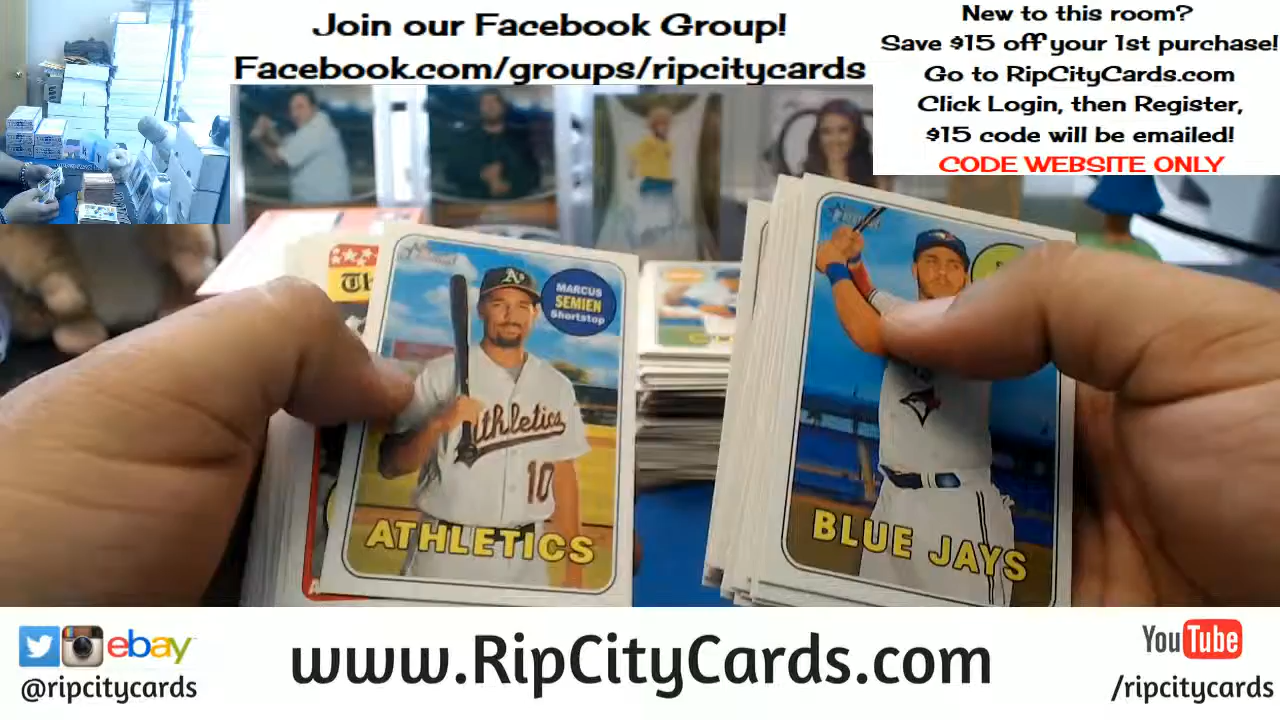 Join our Facebook Group!
Facebook.com/groups/ripcitycards
New to this room?
Save $15 off your 1st purchase!
Go to RipCityCards.com
Click Login, then Register,
$15 code will be emailed!
CODE WEBSITE ONLY
A's
MARCUS
SEMIEN
Shortstop
Athletics
10
ATHLETICS
BLUE JAYS
ebay
@ripcitycards
www.RipCityCards.com
YouTube
/ripcitycards